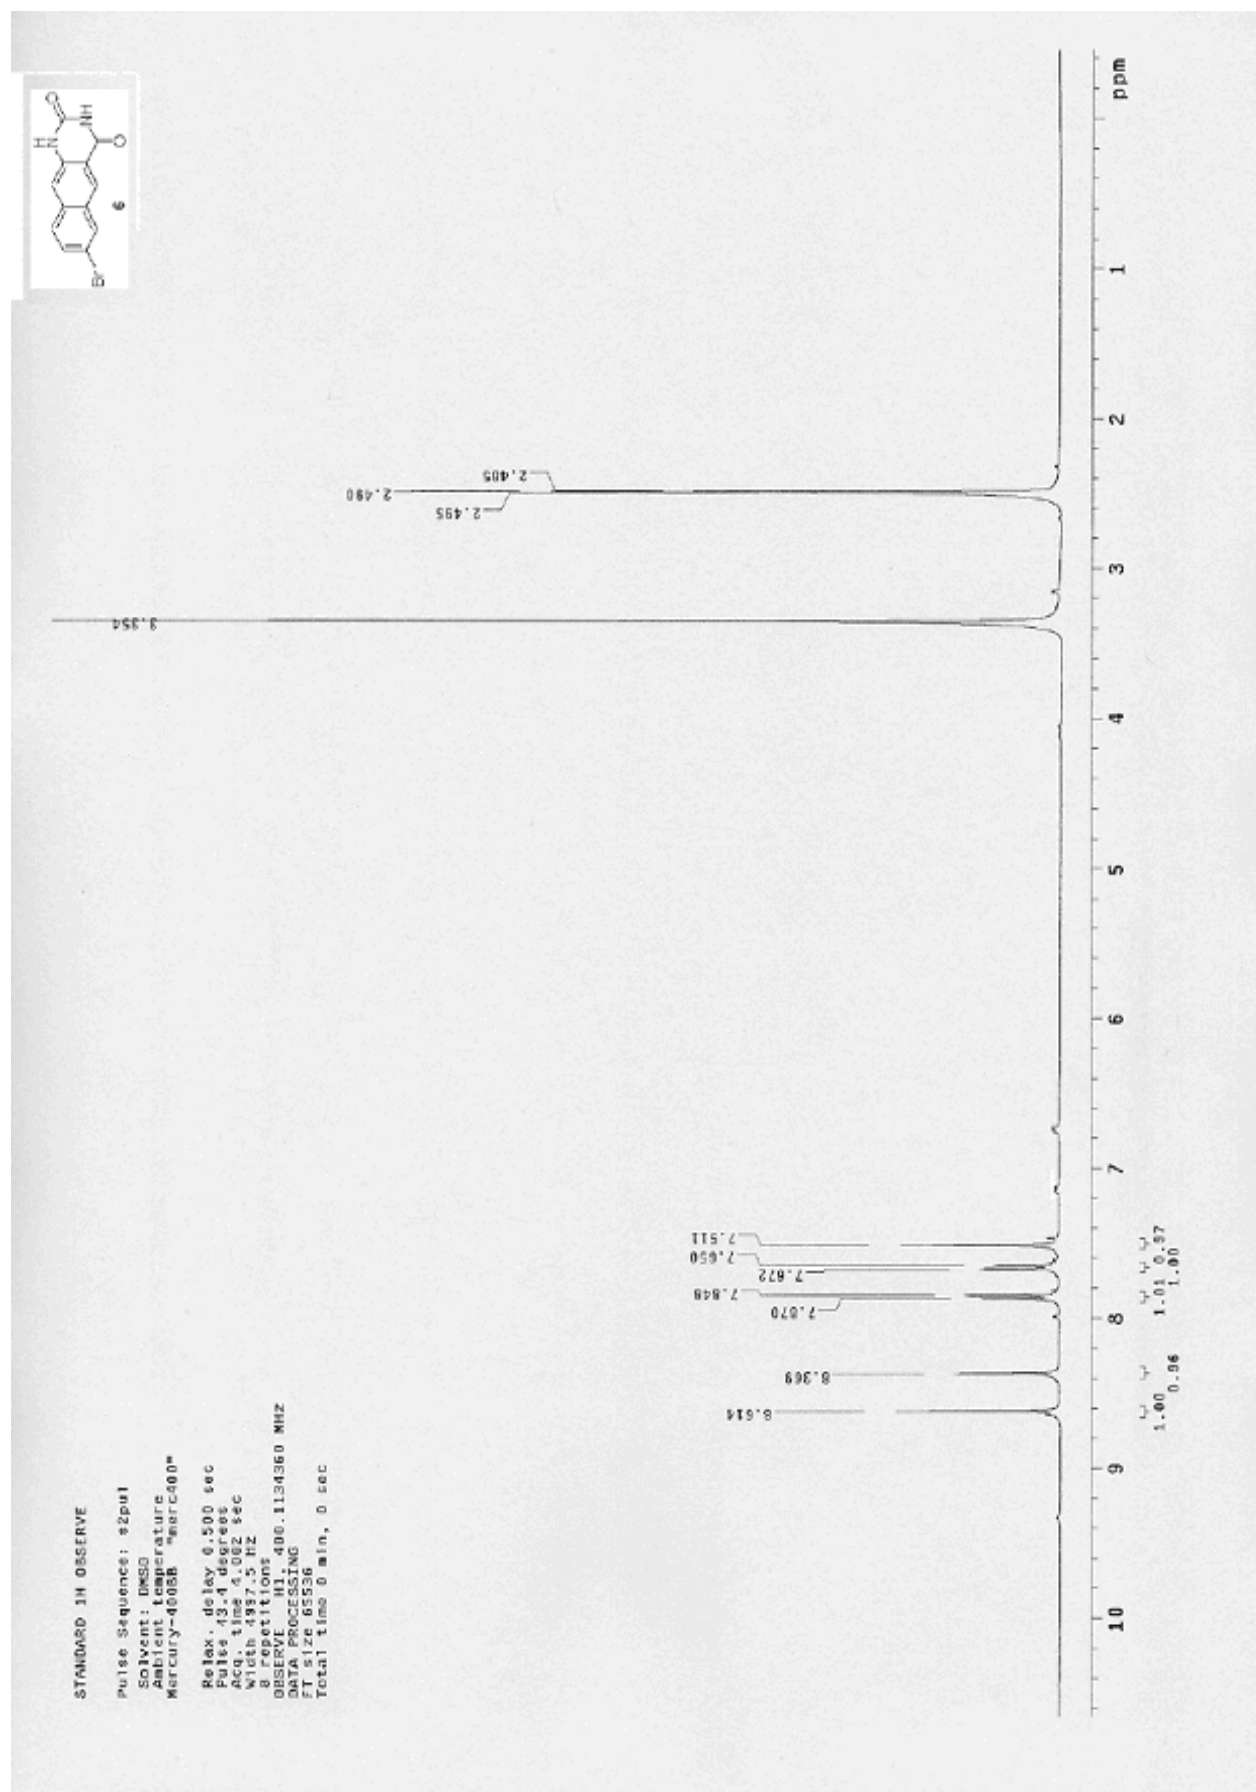 STANDARD 1H OBSERVE
Pulse Sequence: s2pul
Solvent: DMSO
Ambient temperature
Mercury-400BB "merc400"
Relax. delay 0.500 sec
Pulse 43.4 degrees
Acq. time 4.002 sec
Width 4997.5 HZ
8 repetitions
OBSERVE H1, 400.1134360 MHZ
DATA PROCESSING
FT size 65536
Total time 0 min, 0 sec
O
H
N
NH
O
Br
6
8.614
8.369
7.870
7.848
7.672
7.650
7.511
3.354
2.495
2.490
2.485
10 9 8 7 6 5 4 3 2 1 ppm
1.00 1.01 0.97
0.96 1.00